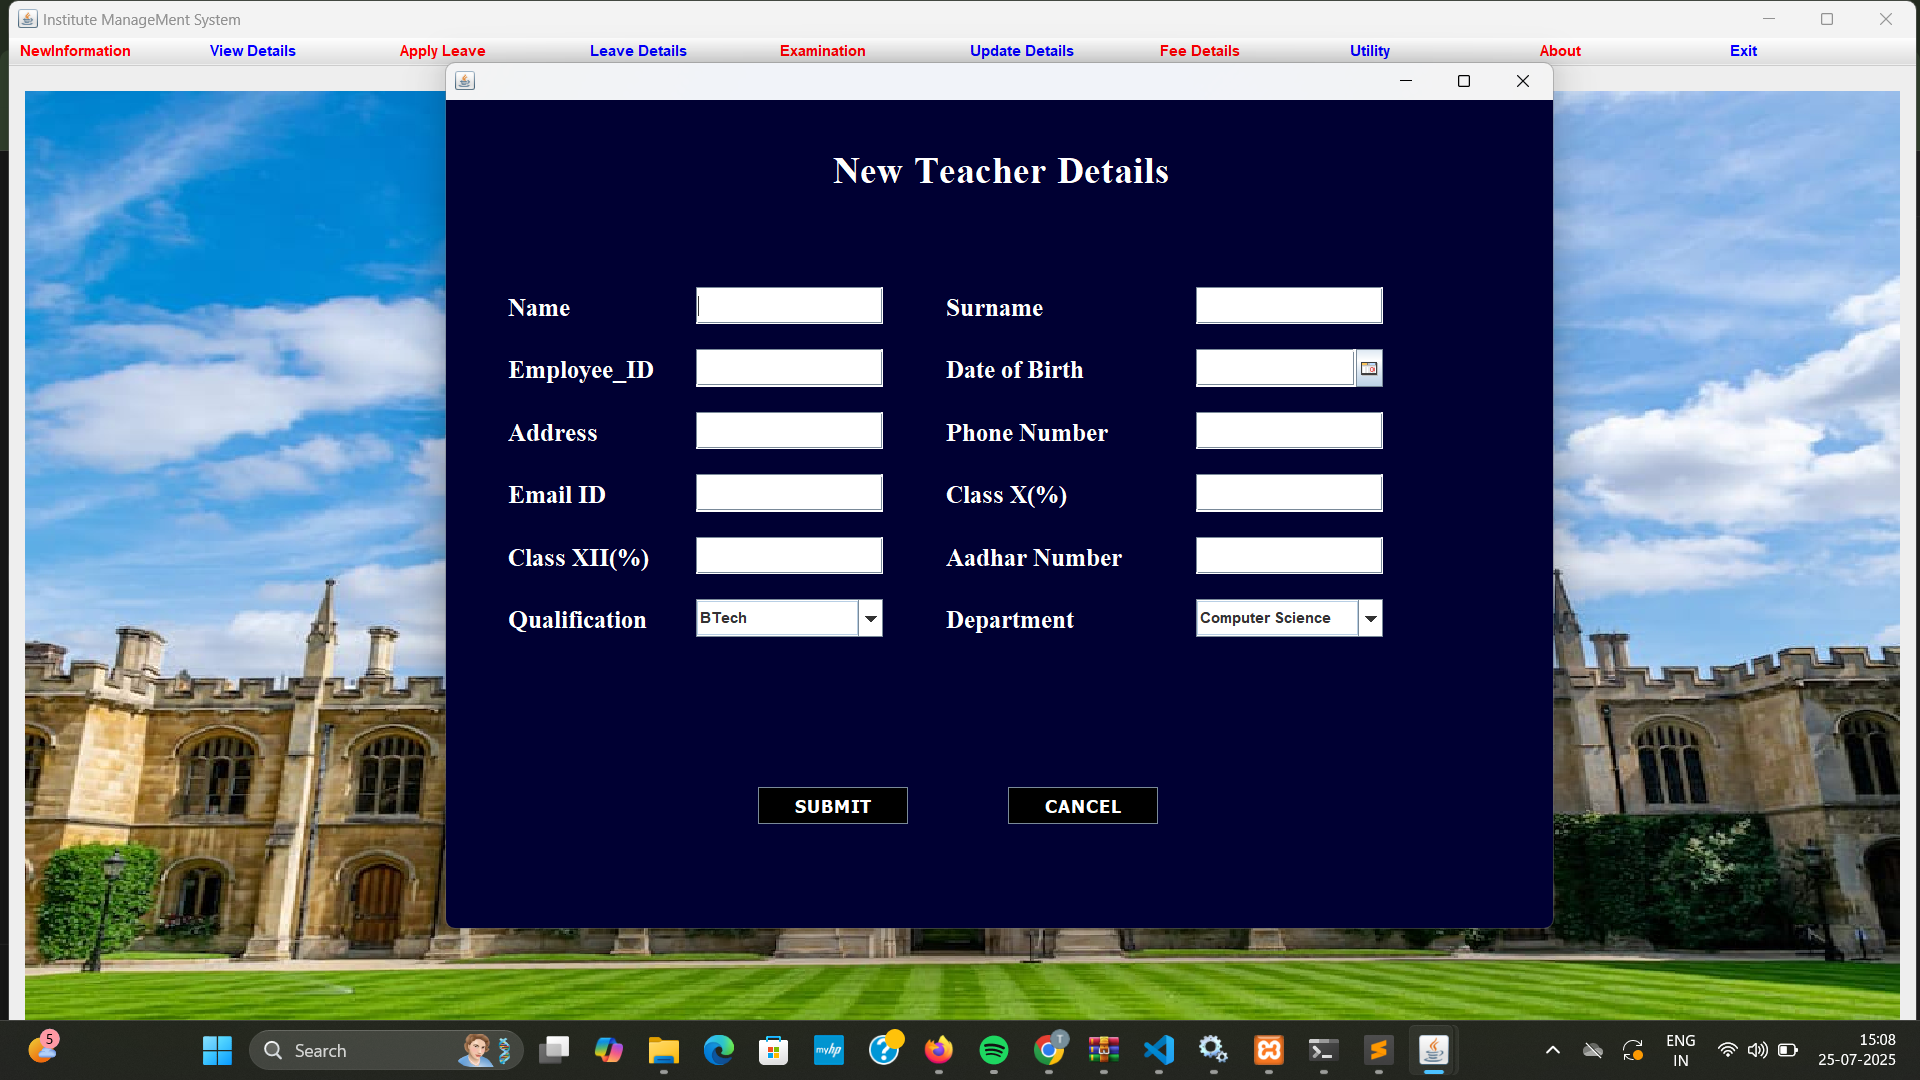 Institute ManageMent System
NewInformation View Details Apply Leave Leave Details Examination Update Details Fee Details Utility About Exit
New Teacher Details
Name Surname
Employee_ID Date of Birth
Address Phone Number
Email ID Class X(%)
Class XII(%) Aadhar Number
Qualification BTech Department Computer Science
SUBMIT CANCEL
5 Search myhp T ENG IN 15:08
25-07-2025